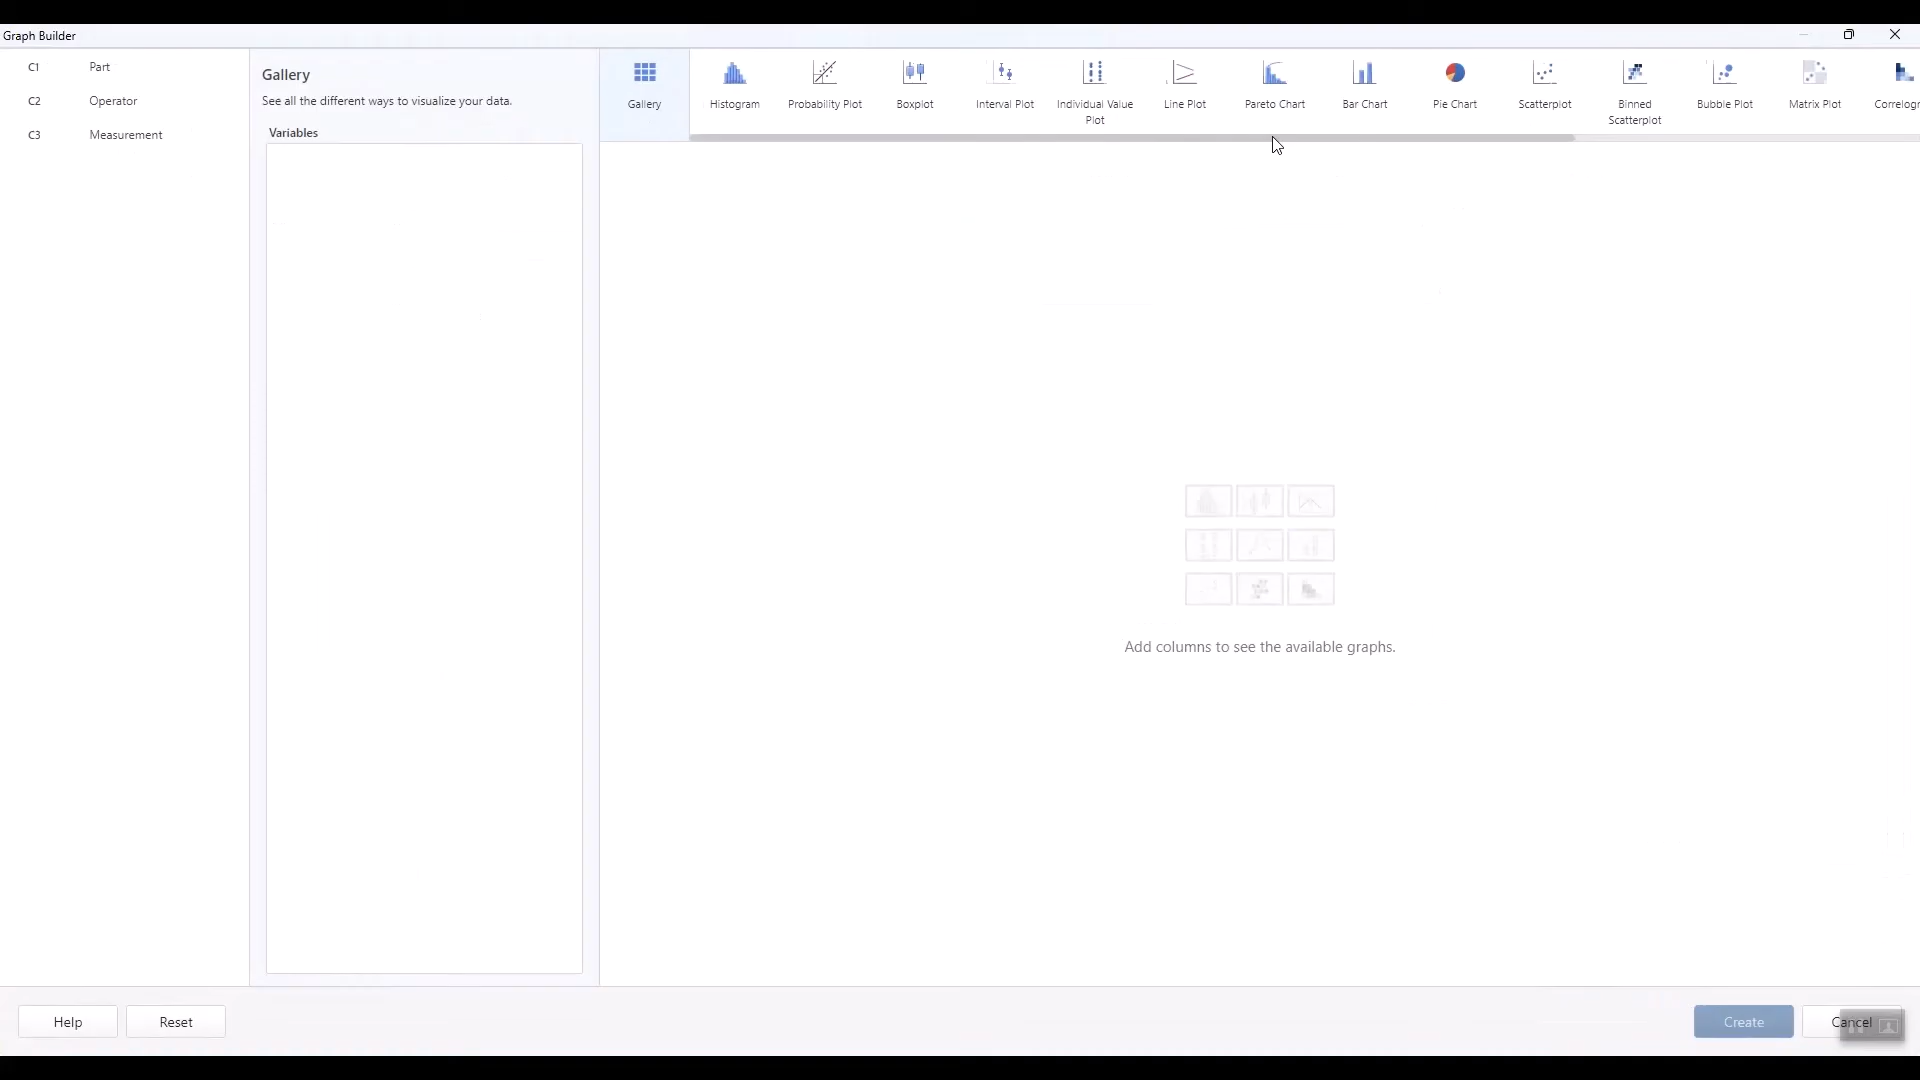 Graph Builder
C1 Part
C2 Operator
C3 Measurement
Gallery
See all the different ways to visualize your data.
Variables
Gallery
Histogram
Probability Plot
Boxplot
Interval Plot
Individual Value
Plot
Line Plot
Pareto Chart
Bar Chart
Pie Chart
Scatterplot
Binned
Scatterplot
Bubble Plot
Matrix Plot
Correlogr
Add columns to see the available graphs.
Help
Reset
Create
Cancel